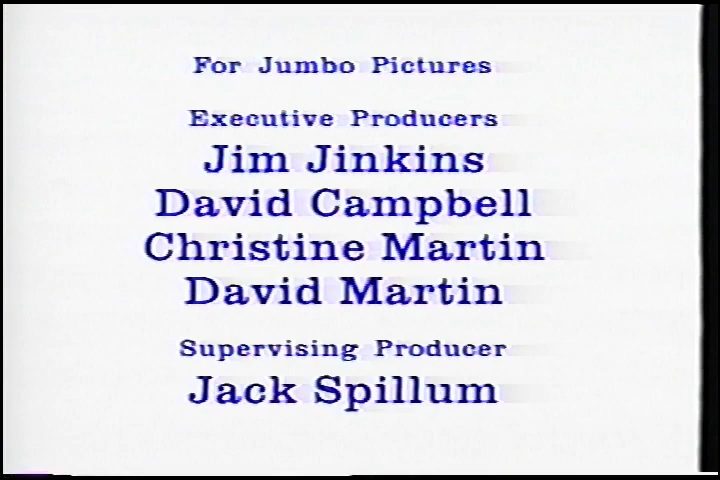 For Jumbo Pictures
Executive Producers
Jim Jinkins
David Campbell
Christine Martin
David Martin
Supervising Producer
Jack Spillum